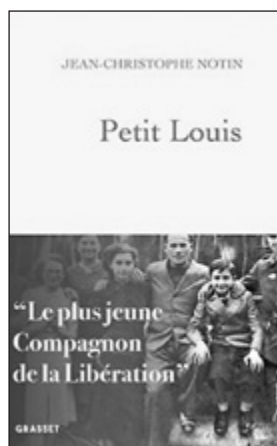 JEAN-CHRISTOPHE NOTIN
Petit Louis
“Le plus jeune
Compagnon
de la Libération”
GRASSET